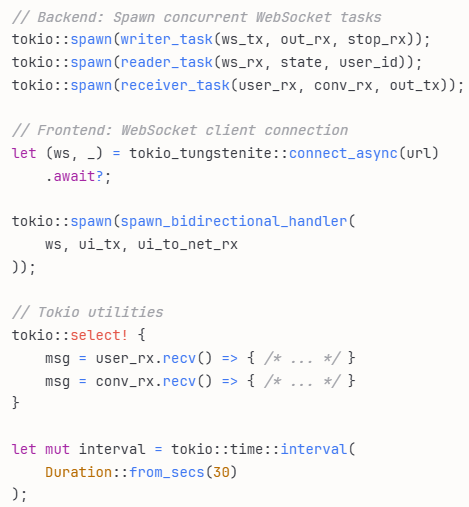 // Backend: Spawn concurrent WebSocket tasks
tokio::spawn(writer_task(ws_tx, out_rx, stop_rx));
tokio::spawn(reader_task(ws_rx, state, user_id));
tokio::spawn(receiver_task(user_rx, conv_rx, out_tx));

// Frontend: WebSocket client connection
let (ws, _) = tokio_tungstenite::connect_async(url)
    .await?;

tokio::spawn(spawn_bidirectional_handler(
    ws, ui_tx, ui_to_net_rx
));

// Tokio utilities
tokio::select! {
    msg = user_rx.recv() => { /* ... */ }
    msg = conv_rx.recv() => { /* ... */ }
}

let mut interval = tokio::time::interval(
    Duration::from_secs(30)
);